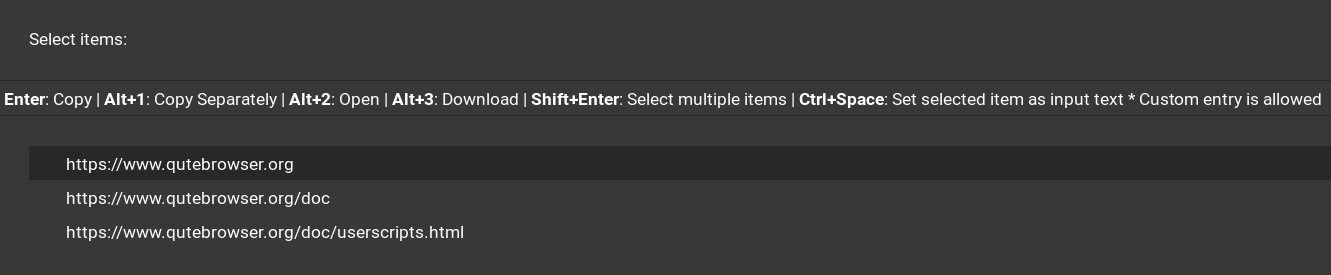 Select items:
Enter: Copy | Alt+1: Copy Separately | Alt+2: Open | Alt+3: Download | Shift+Enter: Select multiple items | Ctrl+Space: Set selected item as input text * Custom entry is allowed
https://www.qutebrowser.org
https://www.qutebrowser.org/doc
https://www.qutebrowser.org/doc/userscripts.html